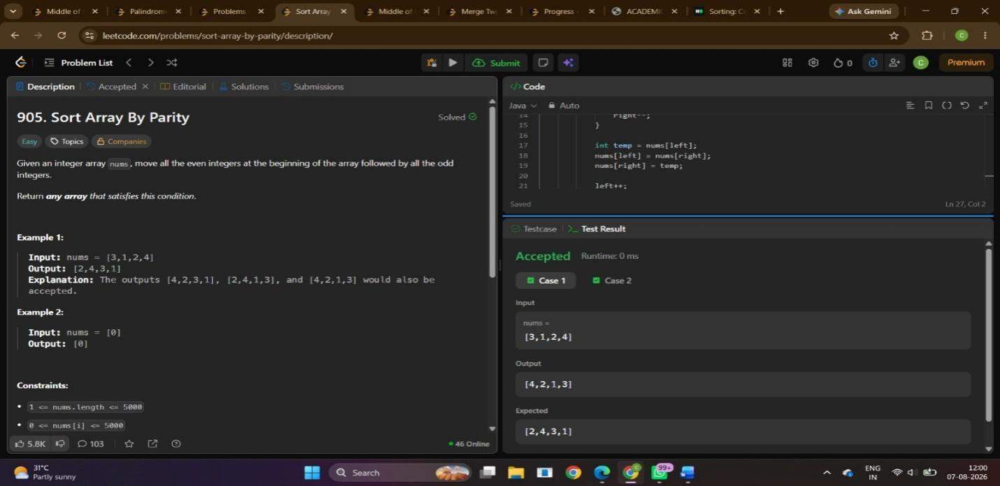 Middle of
Palindrom
Problems
Sort Array
Middle of
Merge Tw
Progress -
ACADEMIC
Sorting: C
Ask Gemini
leetcode.com/problems/sort-array-by-parity/description/
C
Problem List
Submit
0
C
Premium
Description
Accepted
Editorial
Solutions
Submissions
905. Sort Array By Parity
Solved
Easy
Topics
Companies
Given an integer array nums, move all the even integers at the beginning of the array followed by all the odd
integers.
Return any array that satisfies this condition.
Example 1:
Input: nums = [3,1,2,4]
Output: [2,4,3,1]
Explanation: The outputs [4,2,3,1], [2,4,1,3], and [4,2,1,3] would also be
accepted.
Example 2:
Input: nums = [0]
Output: [0]
Constraints:
• 1 <= nums.length <= 5000
• 0 <= nums[i] <= 5000
5.8K
103
46 Online
</> Code
Java
Auto
14 right--;
15 }
16
17 int temp = nums[left];
18 nums[left] = nums[right];
19 nums[right] = temp;
20
21 left++;
Saved
Ln 27, Col 2
Testcase
Test Result
Accepted
Runtime: 0 ms
Case 1
Case 2
Input
nums =
[3,1,2,4]
Output
[4,2,1,3]
Expected
[2,4,3,1]
31°C
Partly sunny
Search
99+
ENG
IN
12:00
07-08-2026